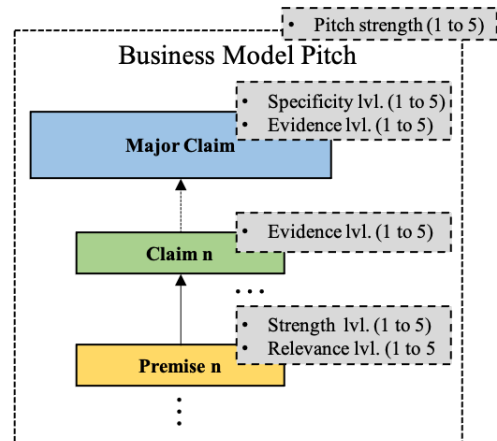 • Pitch strength (1 to 5)
Business Model Pitch
• Specificity lvl. (1 to 5)
• Evidence lvl. (1 to 5)
Major Claim
• Evidence lvl. (1 to 5)
Claim n
...
• Strength lvl. (1 to 5)
• Relevance lvl. (1 to 5
Premise n
...